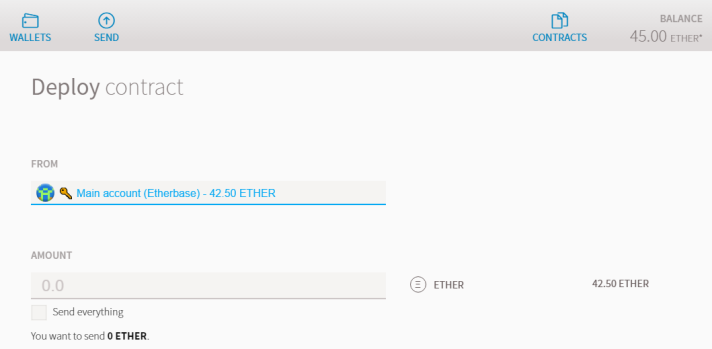 WALLETS SEND CONTRACTS BALANCE
45.00 ETHER*
Deploy contract
FROM
Main account (Etherbase) - 42.50 ETHER
AMOUNT
0.0 ETHER 42.50 ETHER
Send everything
You want to send 0 ETHER.